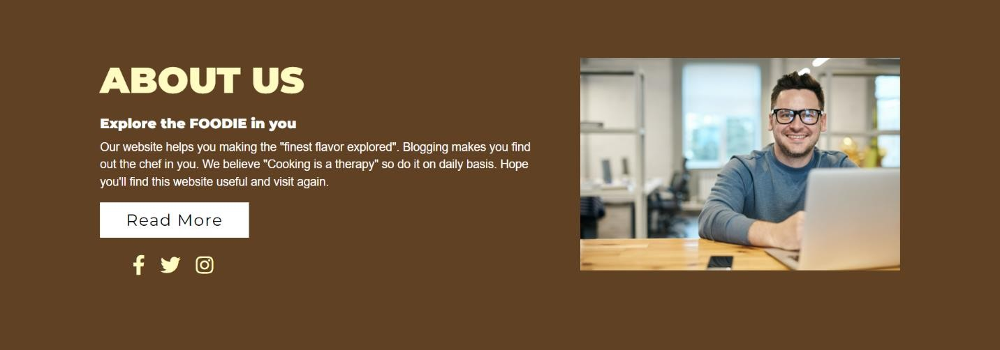 ABOUT US
Explore the FOODIE in you
Our website helps you making the "finest flavor explored". Blogging makes you find
out the chef in you. We believe "Cooking is a therapy" so do it on daily basis. Hope
you'll find this website useful and visit again.
Read More